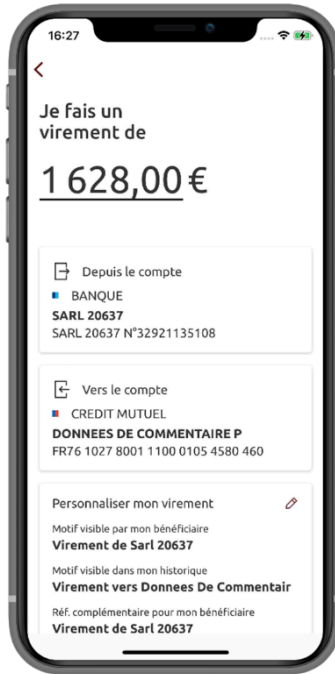 16:27
Je fais un
virement de
1 628,00 €
Depuis le compte
BANQUE
SARL 20637
SARL 20637 N°32921135108
Vers le compte
CREDIT MUTUEL
DONNEES DE COMMENTAIRE P
FR76 1027 8001 1100 0105 4580 460
Personnaliser mon virement
Motif visible par mon bénéficiaire
Virement de Sarl 20637
Motif visible dans mon historique
Virement vers Donnees De Commentair
Réf. complémentaire pour mon bénéficiaire
Virement de Sarl 20637